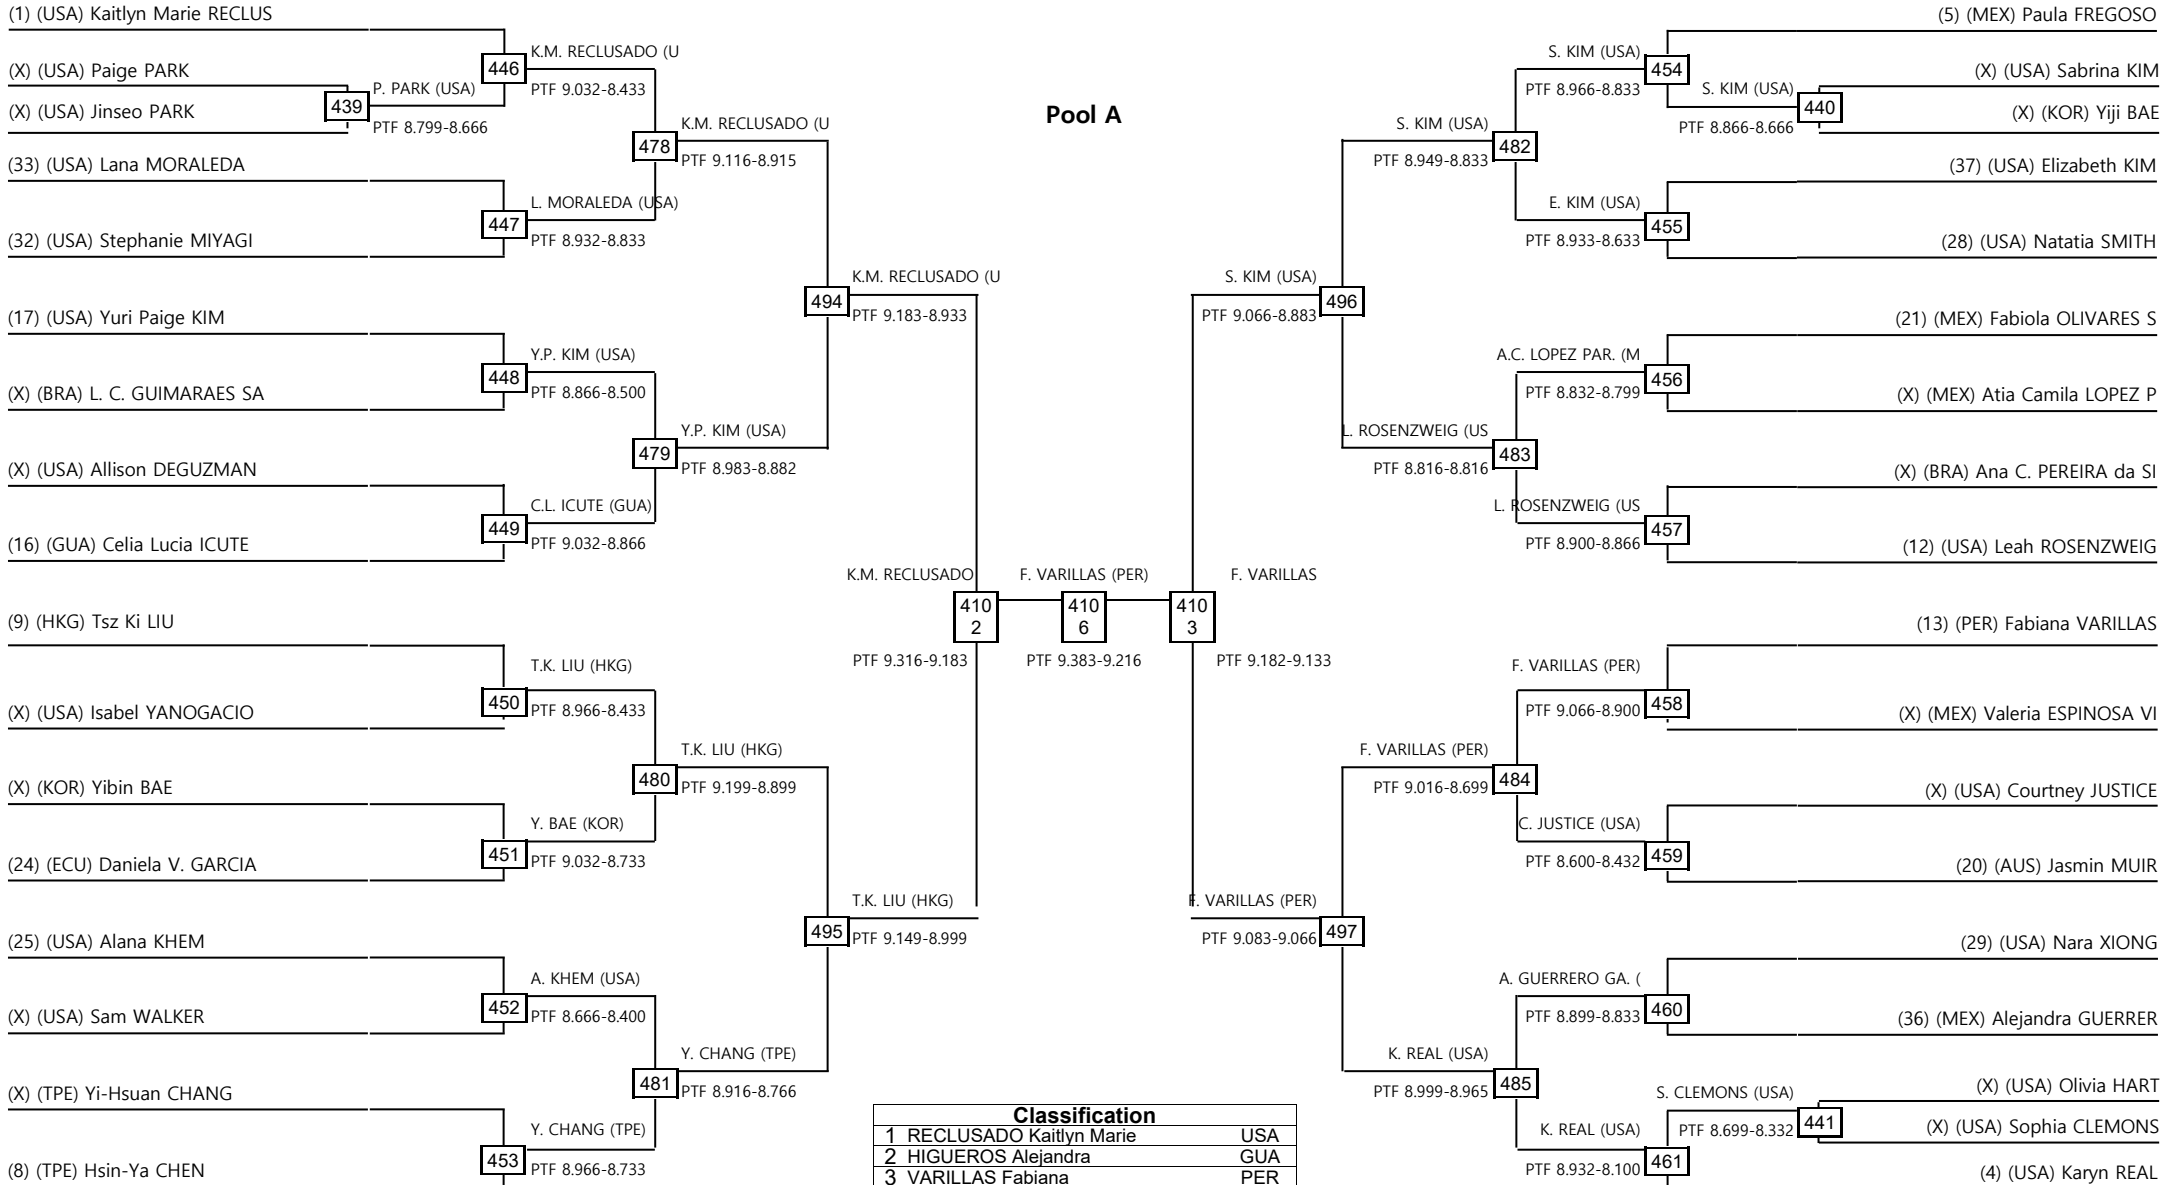 (1) (USA) Kaitlyn Marie RECLUS
(X) (USA) Paige PARK
(X) (USA) Jinseo PARK
(33) (USA) Lana MORALEDA
(32) (USA) Stephanie MIYAGI
(17) (USA) Yuri Paige KIM
(X) (BRA) L. C. GUIMARAES SA
(X) (USA) Allison DEGUZMAN
(16) (GUA) Celia Lucia ICUTE
(9) (HKG) Tsz Ki LIU
(X) (USA) Isabel YANOGACIO
(X) (KOR) Yibin BAE
(24) (ECU) Daniela V. GARCIA
(25) (USA) Alana KHEM
(X) (USA) Sam WALKER
(X) (TPE) Yi-Hsuan CHANG
(8) (TPE) Hsin-Ya CHEN
439
P. PARK (USA)
PTF 8.799-8.666
446
K.M. RECLUSADO (U
PTF 9.032-8.433
447
L. MORALEDA (USA)
PTF 8.932-8.833
448
Y.P. KIM (USA)
PTF 8.866-8.500
449
C.L. ICUTE (GUA)
PTF 9.032-8.866
450
T.K. LIU (HKG)
PTF 8.966-8.433
451
Y. BAE (KOR)
PTF 9.032-8.733
452
A. KHEM (USA)
PTF 8.666-8.400
453
Y. CHANG (TPE)
PTF 8.966-8.733
478
K.M. RECLUSADO (U
PTF 9.116-8.915
479
Y.P. KIM (USA)
PTF 8.983-8.882
480
T.K. LIU (HKG)
PTF 9.199-8.899
481
Y. CHANG (TPE)
PTF 8.916-8.766
494
K.M. RECLUSADO (U
PTF 9.183-8.933
495
T.K. LIU (HKG)
PTF 9.149-8.999
Pool A
K.M. RECLUSADO
410
2
PTF 9.316-9.183
F. VARILLAS (PER)
410
6
PTF 9.383-9.216
F. VARILLAS
410
3
PTF 9.182-9.133
S. KIM (USA)
496
PTF 9.066-8.883
F. VARILLAS (PER)
497
PTF 9.083-9.066
S. KIM (USA)
482
PTF 8.949-8.833
L. ROSENZWEIG (US
483
PTF 8.816-8.816
F. VARILLAS (PER)
484
PTF 9.016-8.699
K. REAL (USA)
485
PTF 8.999-8.965
S. KIM (USA)
454
PTF 8.966-8.833
E. KIM (USA)
455
PTF 8.933-8.633
A.C. LOPEZ PAR. (M
456
PTF 8.832-8.799
L. ROSENZWEIG (US
457
PTF 8.900-8.866
F. VARILLAS (PER)
458
PTF 9.066-8.900
C. JUSTICE (USA)
459
PTF 8.600-8.432
A. GUERRERO GA. (
460
PTF 8.899-8.833
K. REAL (USA)
461
PTF 8.932-8.100
S. KIM (USA)
440
PTF 8.866-8.666
S. CLEMONS (USA)
441
PTF 8.699-8.332
(5) (MEX) Paula FREGOSO
(X) (USA) Sabrina KIM
(X) (KOR) Yiji BAE
(37) (USA) Elizabeth KIM
(28) (USA) Natatia SMITH
(21) (MEX) Fabiola OLIVARES S
(X) (MEX) Atia Camila LOPEZ P
(X) (BRA) Ana C. PEREIRA da SI
(12) (USA) Leah ROSENZWEIG
(13) (PER) Fabiana VARILLAS
(X) (MEX) Valeria ESPINOSA VI
(X) (USA) Courtney JUSTICE
(20) (AUS) Jasmin MUIR
(29) (USA) Nara XIONG
(36) (MEX) Alejandra GUERRER
(X) (USA) Olivia HART
(X) (USA) Sophia CLEMONS
(4) (USA) Karyn REAL
Classification
1 RECLUSADO Kaitlyn Marie USA
2 HIGUEROS Alejandra GUA
3 VARILLAS Fabiana PER